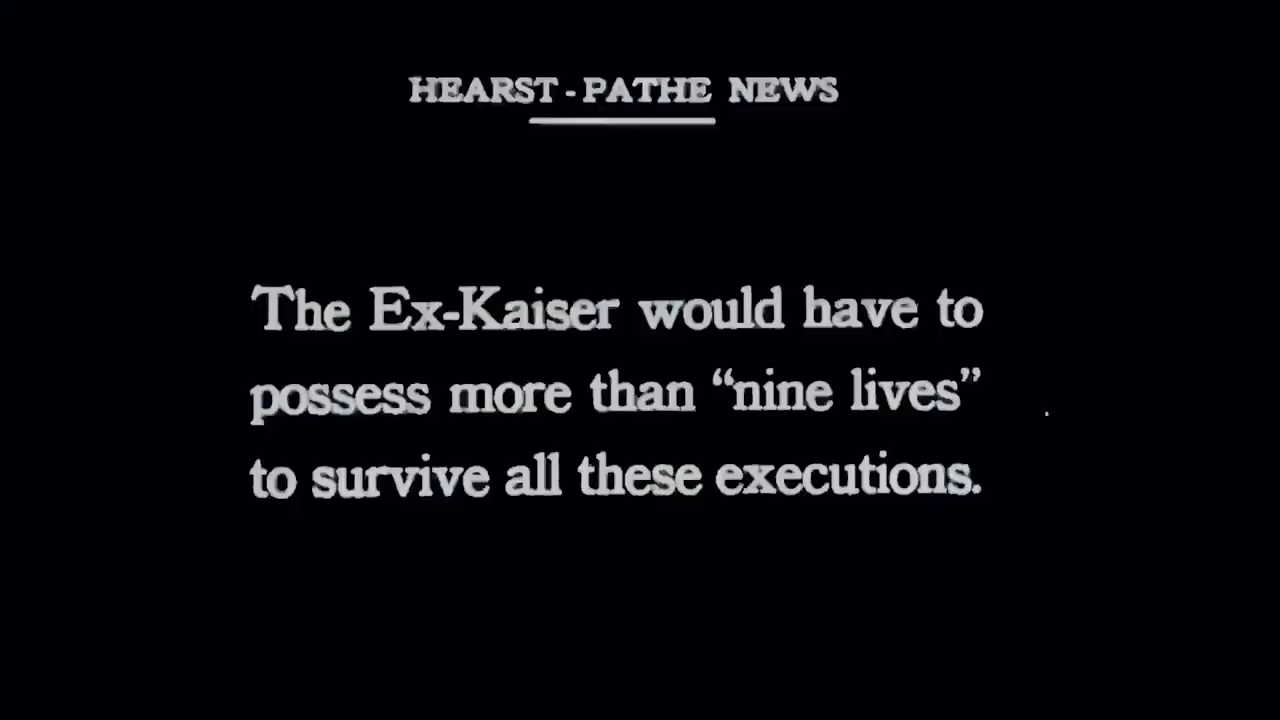 HEARST-PATHE NEWS
The Ex-Kaiser would have to
possess more than “nine lives”
to survive all these executions.